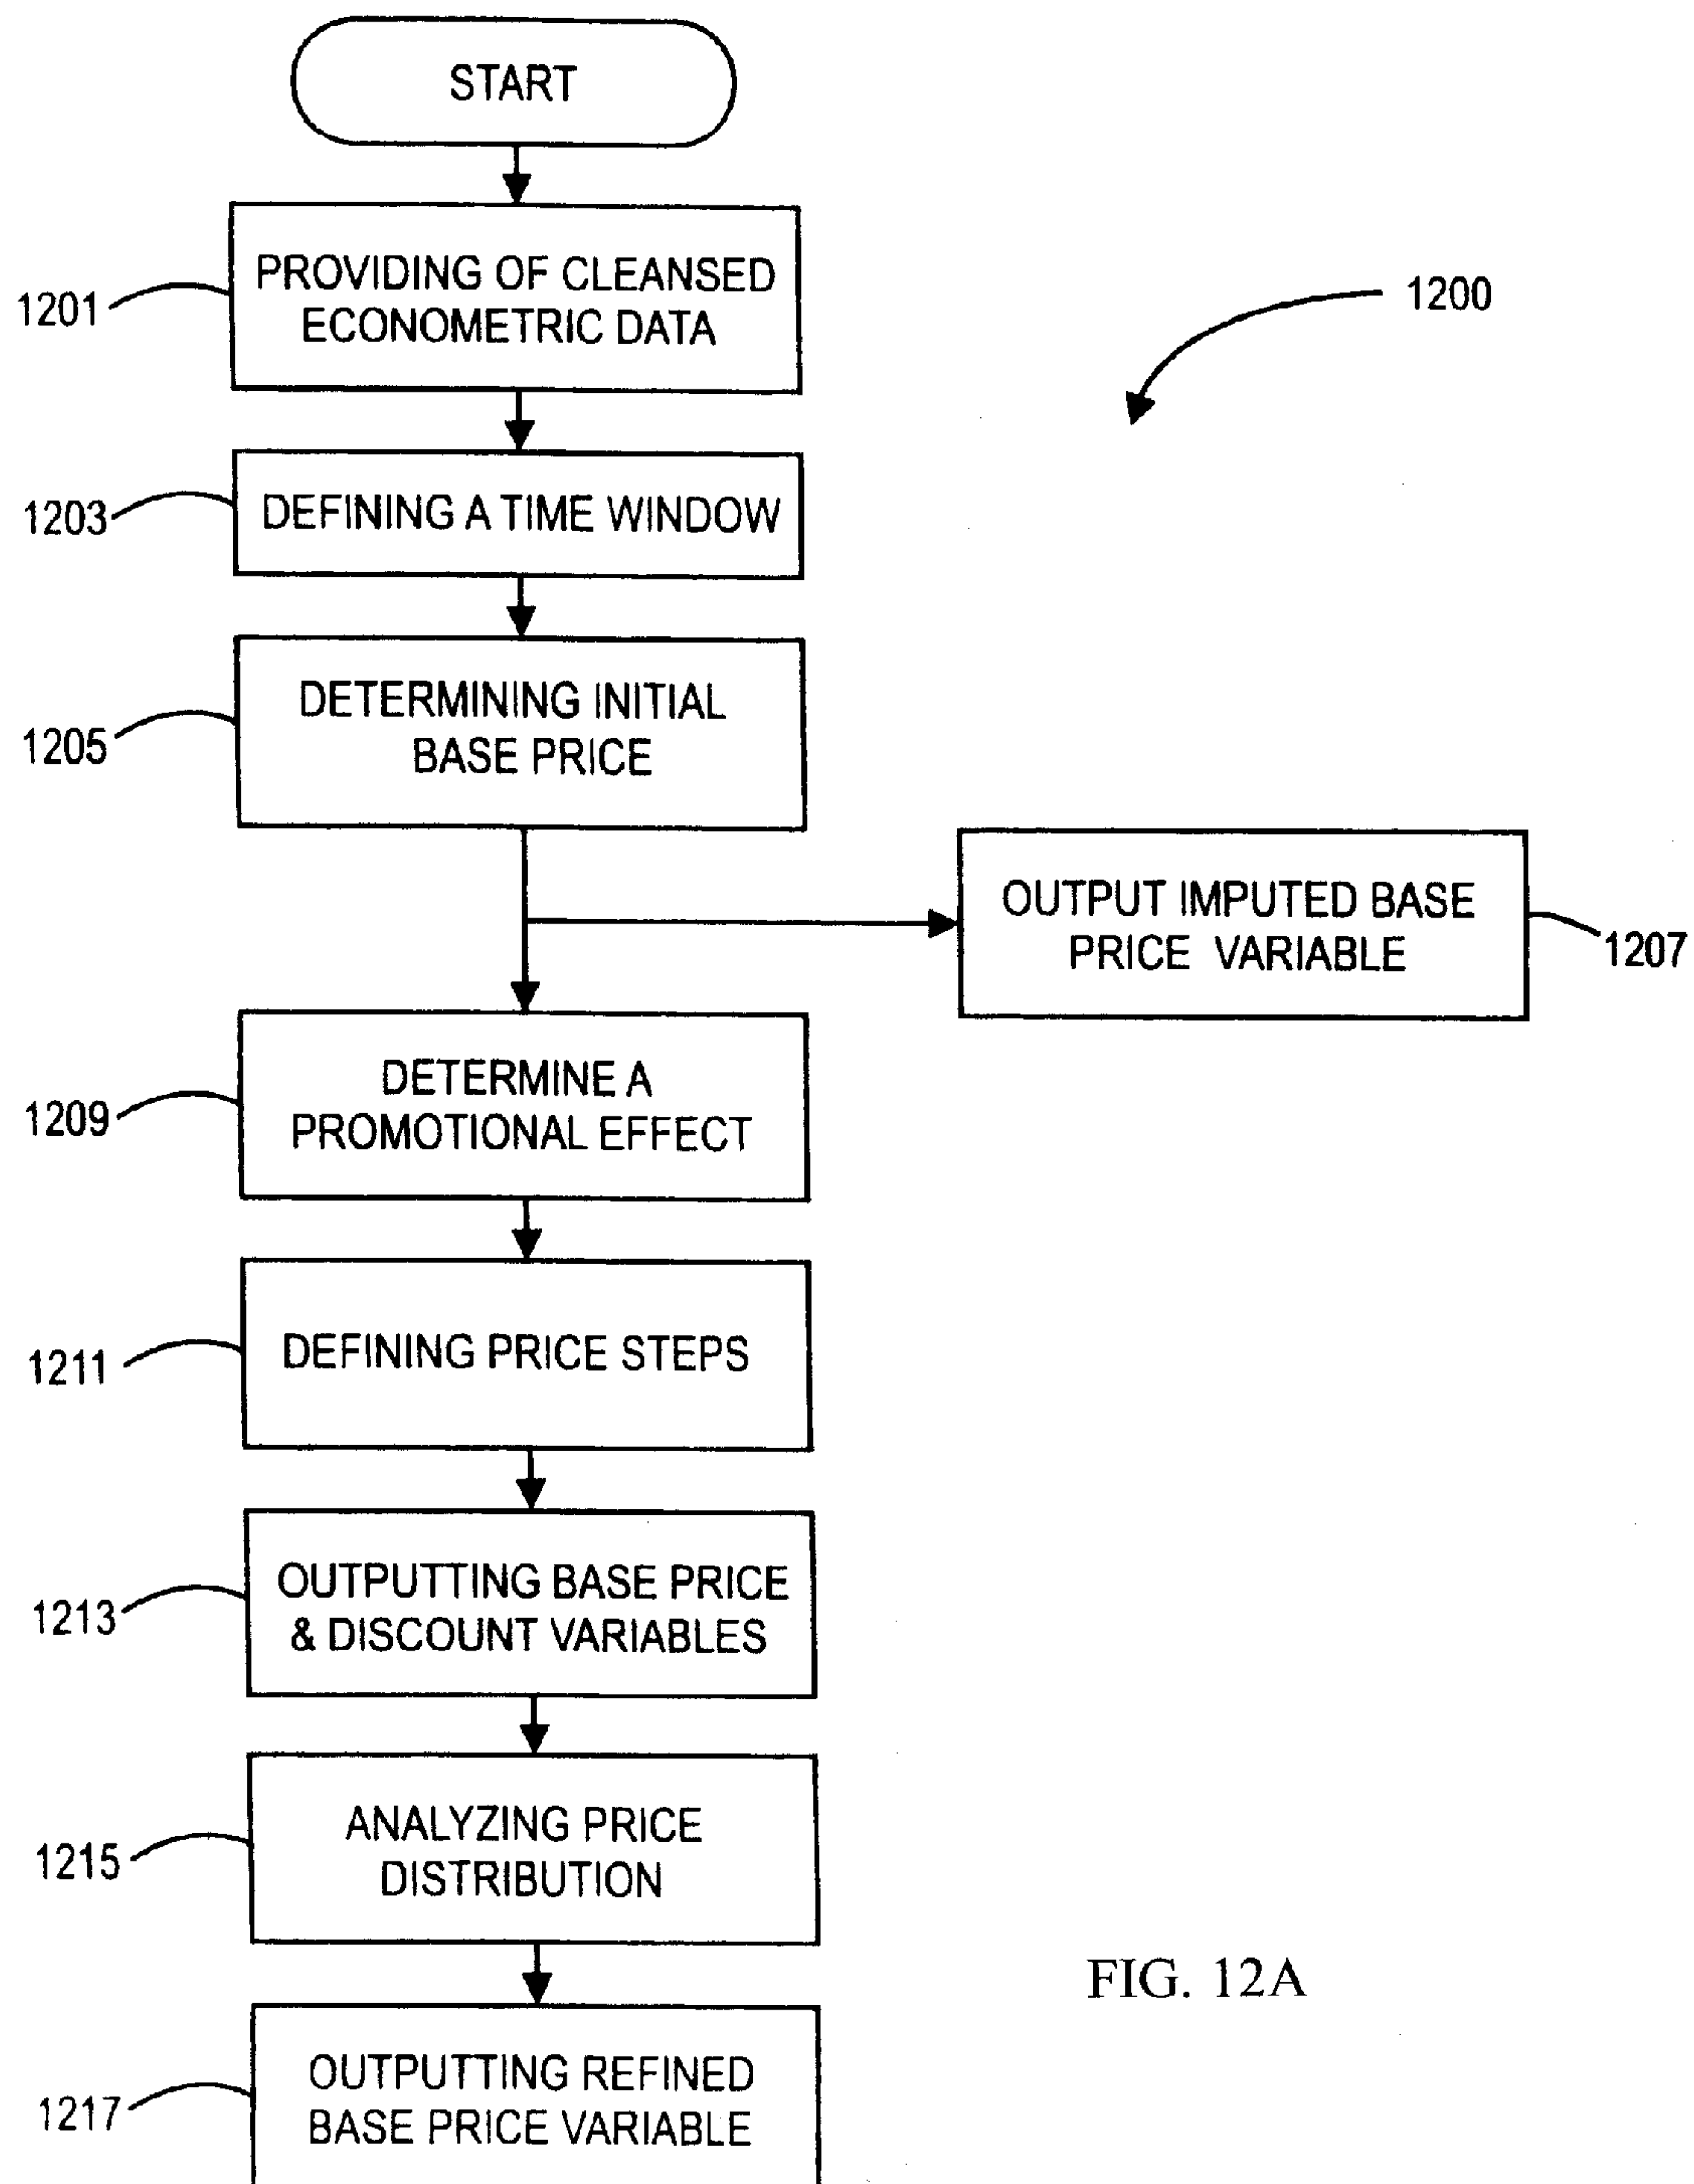 START
PROVIDING OF CLEANSED
ECONOMETRIC DATA
1201
1200
DEFINING A TIME WINDOW
1203
DETERMINING INITIAL
BASE PRICE
1205
OUTPUT IMPUTED BASE
PRICE VARIABLE
1207
DETERMINE A
PROMOTIONAL EFFECT
1209
DEFINING PRICE STEPS
1211
OUTPUTTING BASE PRICE
& DISCOUNT VARIABLES
1213
ANALYZING PRICE
DISTRIBUTION
1215
FIG. 12A
OUTPUTTING REFINED
BASE PRICE VARIABLE
1217